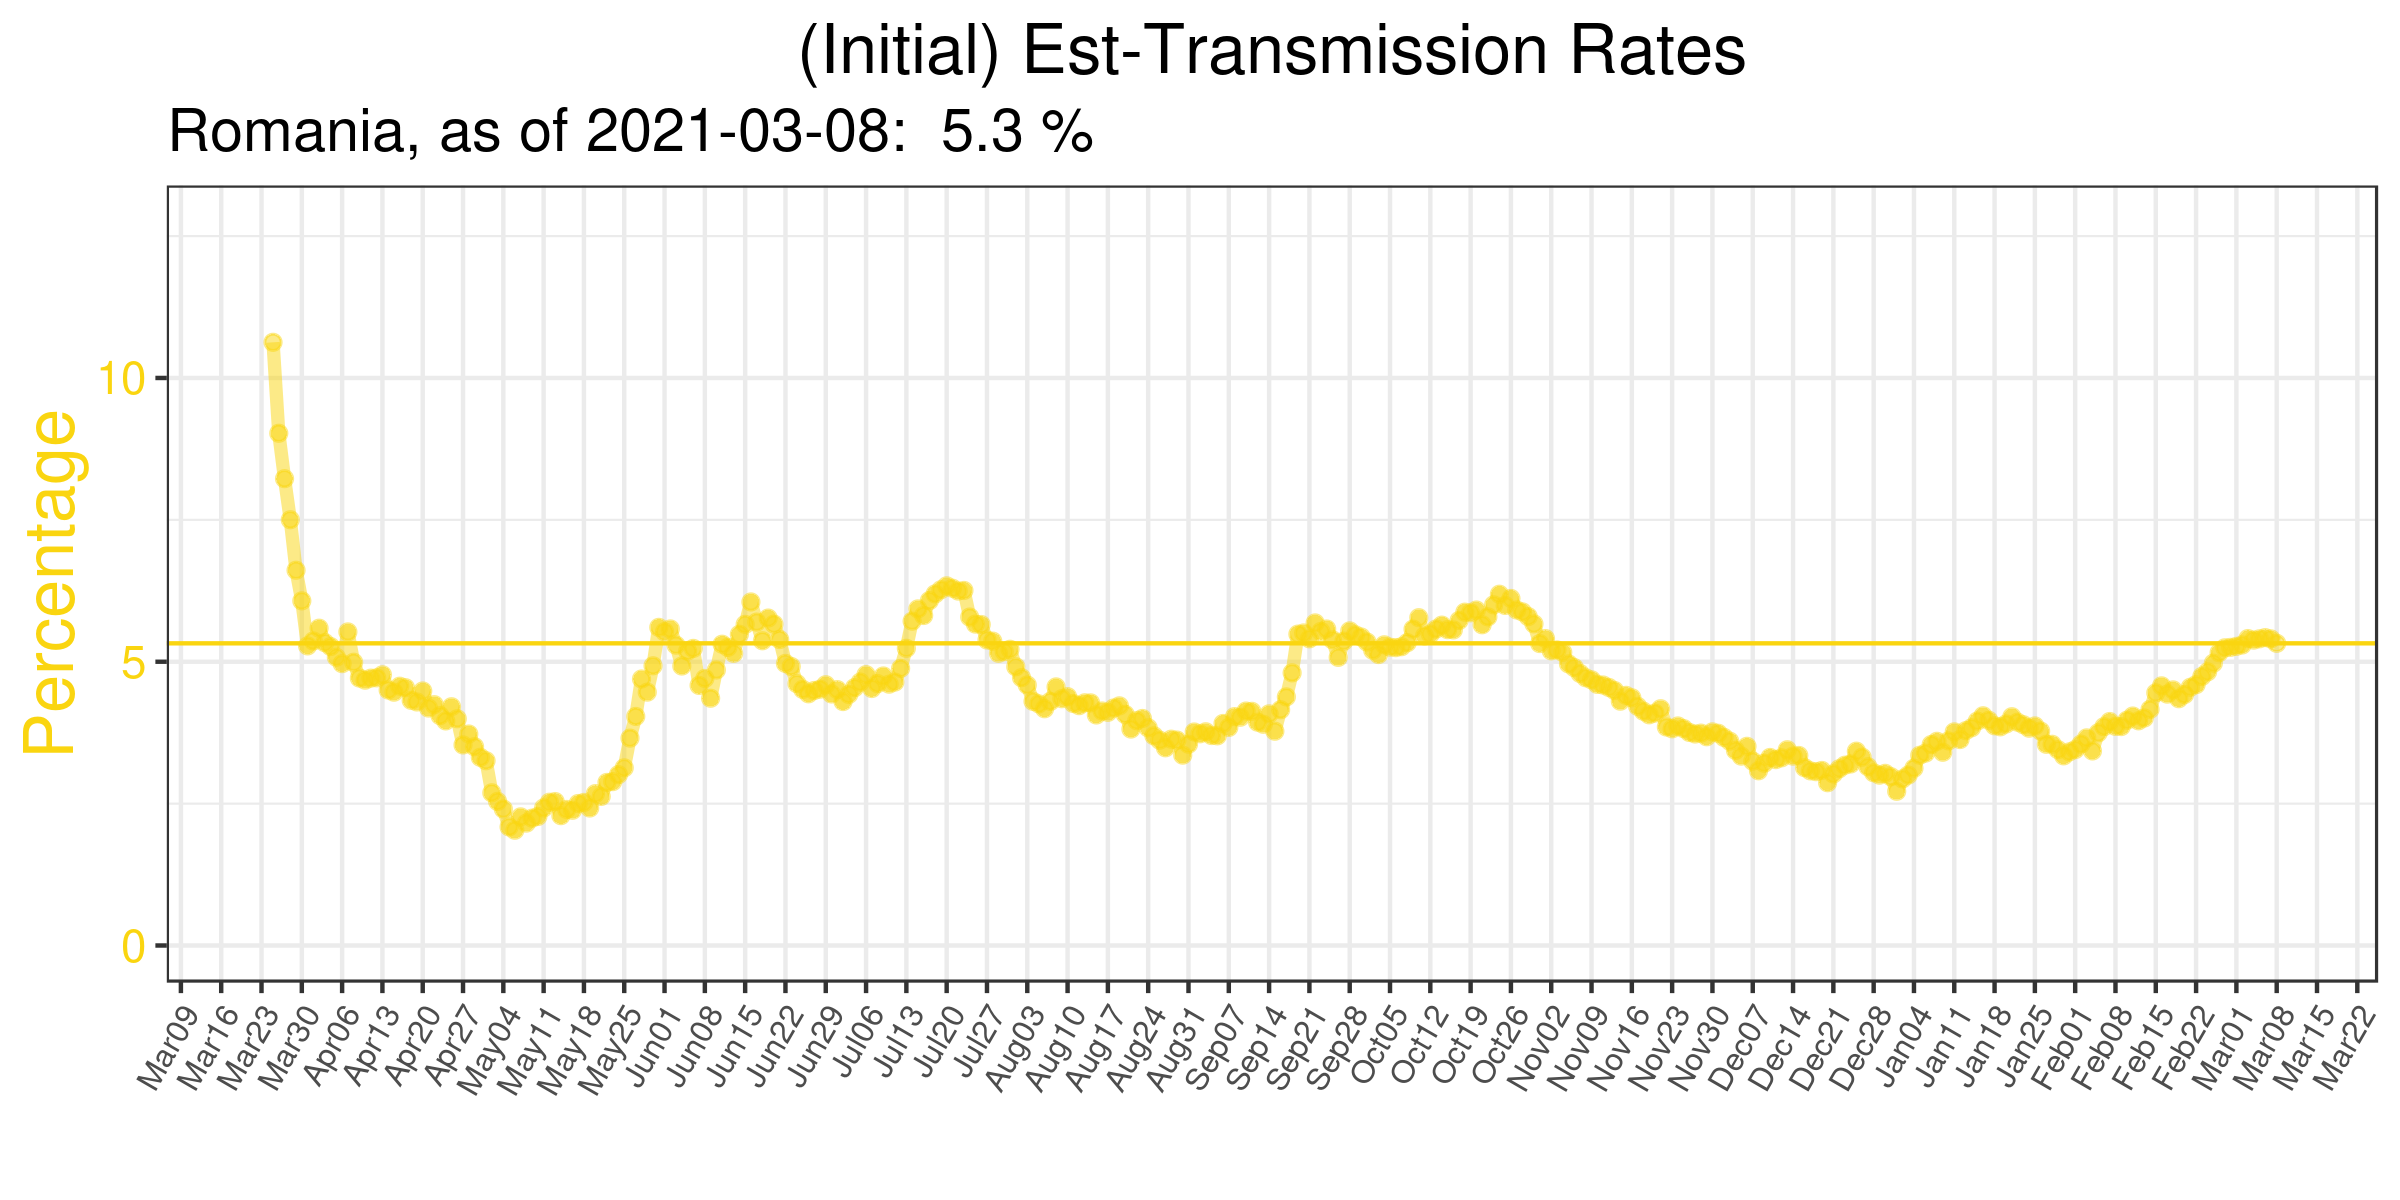 (Initial) Est-Transmission Rates
Romania, as of 2021-03-08:  5.3 %
Percentage
10
5
0
Mar09
Mar16
Mar23
Mar30
Apr06
Apr13
Apr20
Apr27
May04
May11
May18
May25
Jun01
Jun08
Jun15
Jun22
Jun29
Jul06
Jul13
Jul20
Jul27
Aug03
Aug10
Aug17
Aug24
Aug31
Sep07
Sep14
Sep21
Sep28
Oct05
Oct12
Oct19
Oct26
Nov02
Nov09
Nov16
Nov23
Nov30
Dec07
Dec14
Dec21
Dec28
Jan04
Jan11
Jan18
Jan25
Feb01
Feb08
Feb15
Feb22
Mar01
Mar08
Mar15
Mar22